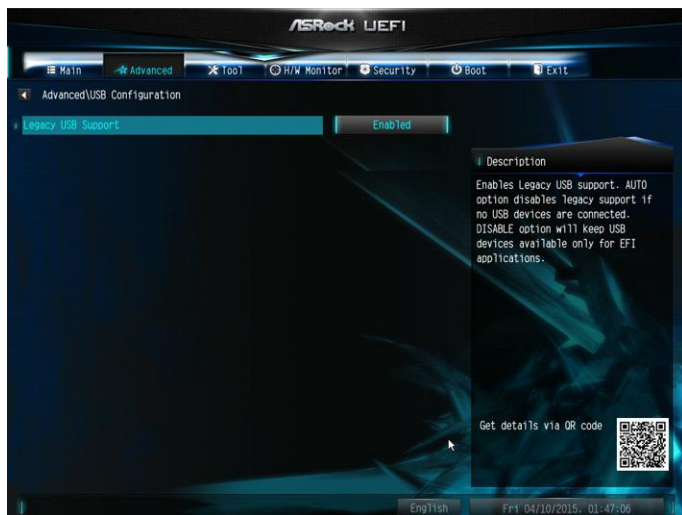 ASRock UEFI
Main Advanced Tool H/W Monitor Security Boot Exit
Advanced\USB Configuration
Legacy USB Support Enabled
Description
Enables Legacy USB support. AUTO
option disables legacy support if
no USB devices are connected.
DISABLE option will keep USB
devices available only for EFI
applications.
Get details via QR code
English Fri 04/10/2015. 01:47:06